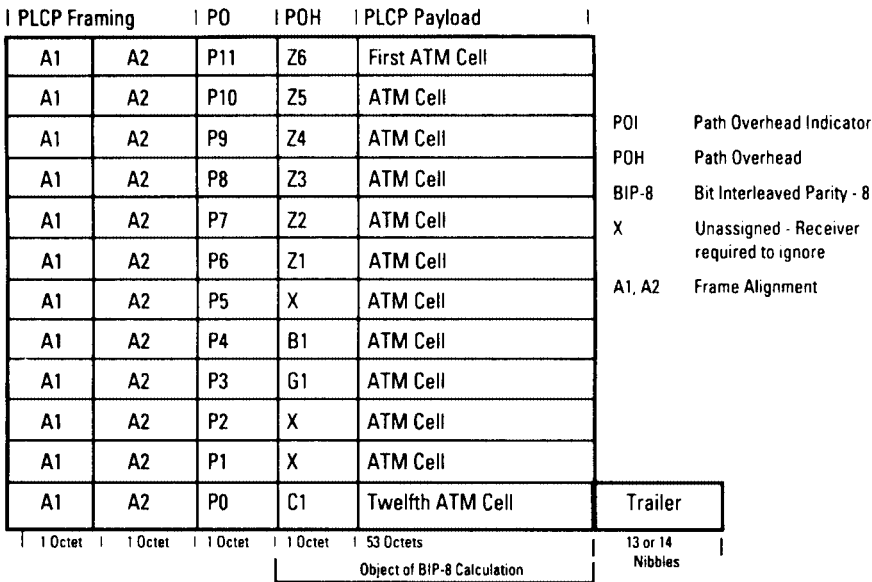 PLCP Framing PO POH PLCP Payload
A1 A2 P11 Z6 First ATM Cell
A1 A2 P10 Z5 ATM Cell
A1 A2 P9 Z4 ATM Cell
A1 A2 P8 Z3 ATM Cell
A1 A2 P7 Z2 ATM Cell
A1 A2 P6 Z1 ATM Cell
A1 A2 P5 X ATM Cell
A1 A2 P4 B1 ATM Cell
A1 A2 P3 G1 ATM Cell
A1 A2 P2 X ATM Cell
A1 A2 P1 X ATM Cell
A1 A2 P0 C1 Twelfth ATM Cell Trailer
1 Octet 1 Octet 1 Octet 1 Octet 53 Octets 13 or 14
Nibbles
Object of BIP-8 Calculation
POI Path Overhead Indicator
POH Path Overhead
BIP-8 Bit Interleaved Parity - 8
X Unassigned - Receiver
required to ignore
A1, A2 Frame Alignment